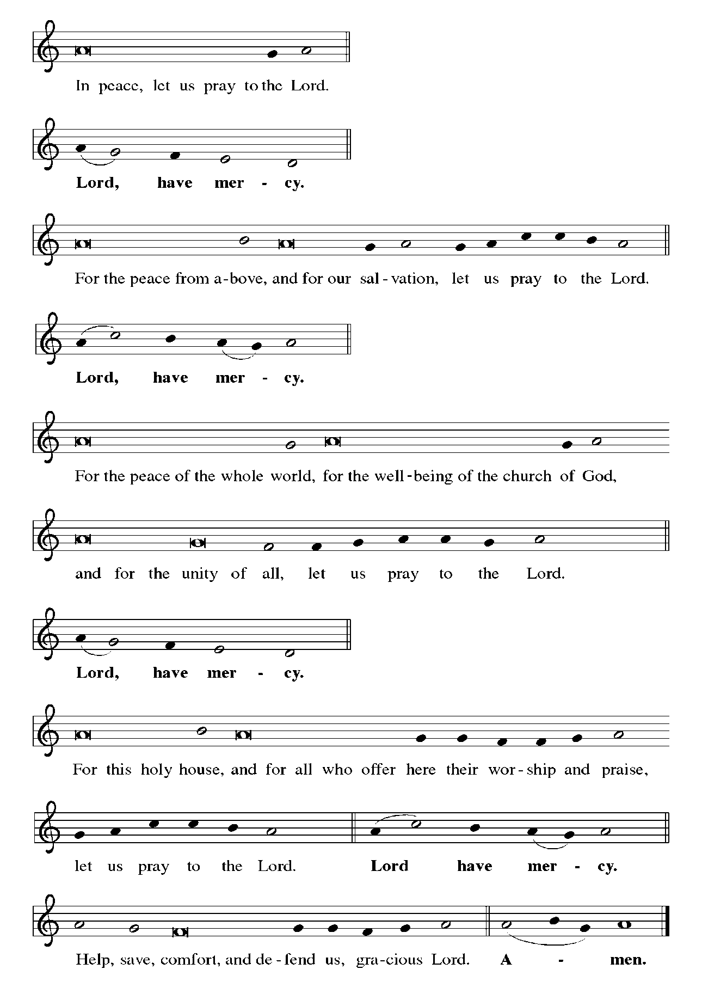 In peace, let us pray to the Lord.
Lord, have mer - cy.
For the peace from a-bove, and for our sal-vation, let us pray to the Lord.
Lord, have mer - cy.
For the peace of the whole world, for the well-being of the church of God,
and for the unity of all, let us pray to the Lord.
Lord, have mer - cy.
For this holy house, and for all who offer here their wor-ship and praise,
let us pray to the Lord. Lord have mer - cy.
Help, save, comfort, and de-fend us, gra-cious Lord. A - men.